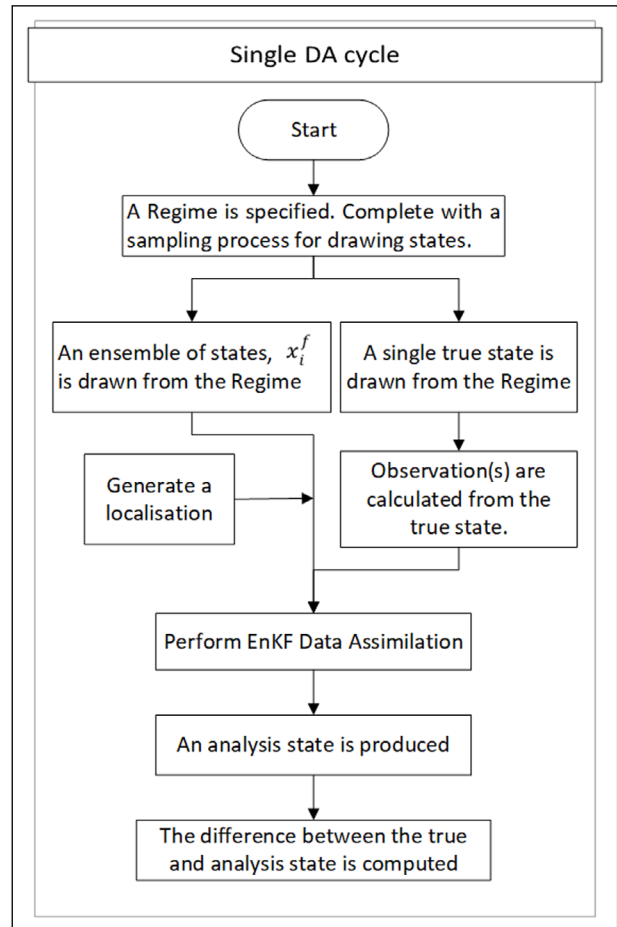 Single DA cycle
Start
A Regime is specified. Complete with a
sampling process for drawing states.
An ensemble of states, x_i^f
is drawn from the Regime
A single true state is
drawn from the Regime
Generate a
localisation
Observation(s) are
calculated from the
true state.
Perform EnKF Data Assimilation
An analysis state is produced
The difference between the true
and analysis state is computed